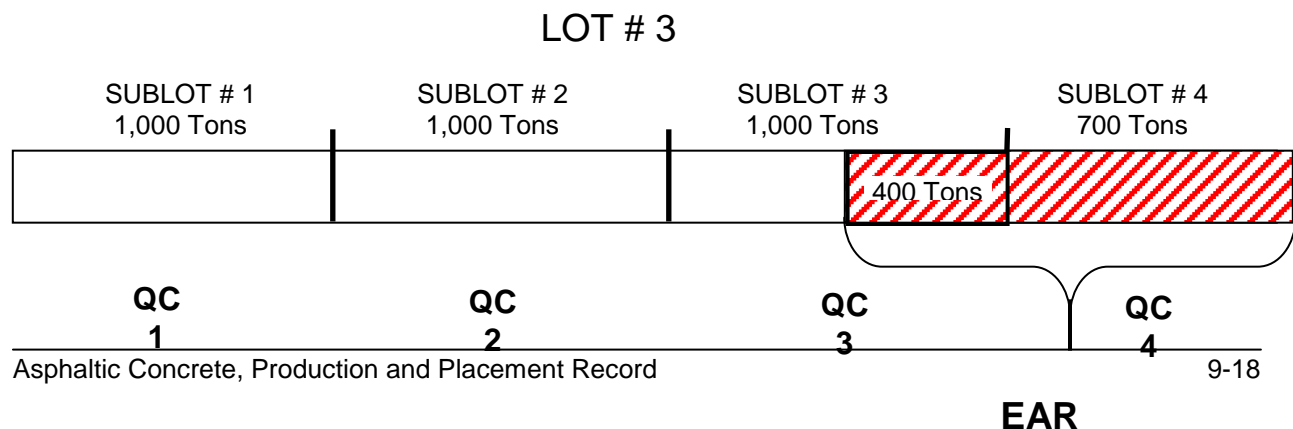 LOT # 3
SUBLOT # 1 SUBLOT # 2 SUBLOT # 3 SUBLOT # 4
1,000 Tons 1,000 Tons 1,000 Tons 700 Tons
400 Tons
QC QC QC QC
1 2 3 4
Asphaltic Concrete, Production and Placement Record 9-18
EAR